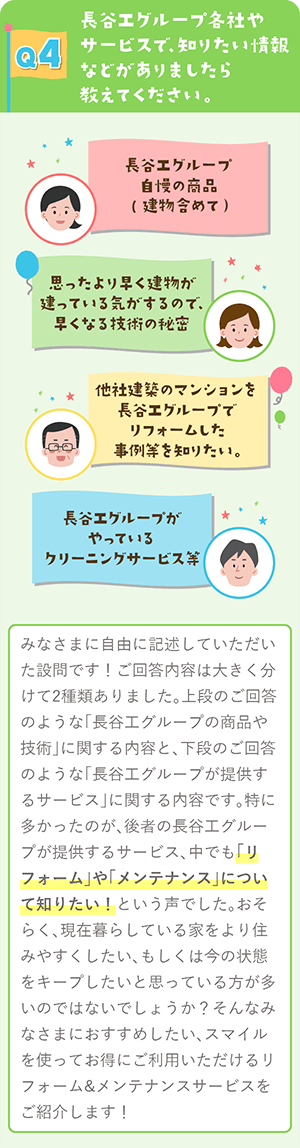 Q4
長谷工グループ各社や
サービスで、知りたい情報
などがありましたら
教えてください。
長谷工グループ
自慢の商品
(建物含めて)
思ったより早く建物が
建っている気がするので、
早くなる技術の秘密
他社建築のマンションを
長谷工グループで
リフォームした
事例等を知りたい。
長谷工グループが
やっている
クリーニングサービス等
みなさまに自由に記述していただい
た設問です！ご回答内容は大きく分
けて2種類ありました。上段のご回答
のような｢長谷工グループの商品や
技術｣に関する内容と、下段のご回答
のような｢長谷工グループが提供す
るサービス｣に関する内容です。特に
多かったのが、後者の長谷工グルー
プが提供するサービス、中でも｢リ
フォーム｣や｢メンテナンス｣につい
て知りたい！という声でした。おそ
らく、現在暮らしている家をより住
みやすくしたい、もしくは今の状態
をキープしたいと思っている方が多
いのではないでしょうか？そんなみ
なさまにおすすめしたい、スマイル
を使ってお得にご利用いただけるリ
フォーム&メンテナンスサービスを
ご紹介します！